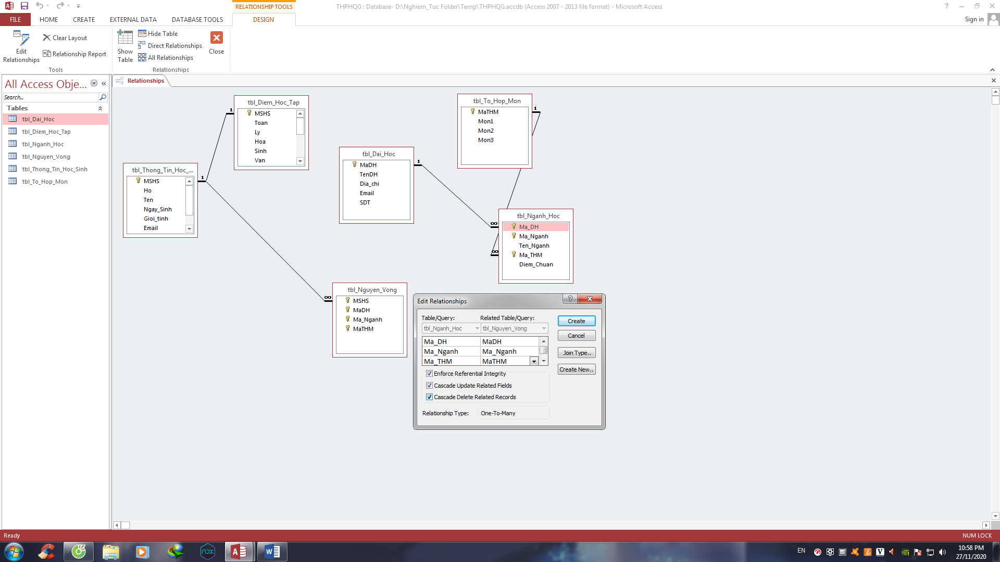 RELATIONSHIP TOOLS
THPHQG : Database- D:\Nghiem_Tuc Folder\Temp\THPHQG.accdb (Access 2007 - 2013 file format) - Microsoft Access
FILE
HOME
CREATE
EXTERNAL DATA
DATABASE TOOLS
DESIGN
Sign in
Edit
Relationships
Clear Layout
Relationship Report
Tools
Show
Table
Hide Table
Direct Relationships
All Relationships
Relationships
Close
All Access Obje...
Search...
Tables
tbl_Dai_Hoc
tbl_Diem_Hoc_Tap
tbl_Nganh_Hoc
tbl_Nguyen_Vong
tbl_Thong_Tin_Hoc_Sinh
tbl_To_Hop_Mon
Relationships
tbl_Diem_Hoc_Tap
MSHS
Toan
Ly
Hoa
Sinh
Van
1
tbl_To_Hop_Mon
MaTHM
Mon1
Mon2
Mon3
1
tbl_Dai_Hoc
MaDH
TenDH
Dia_chi
Email
SDT
1
tbl_Thong_Tin_Hoc_...
MSHS
Ho
Ten
Ngay_Sinh
Gioi_tinh
Email
1
tbl_Nganh_Hoc
Ma_DH
Ma_Nganh
Ten_Nganh
Ma_THM
Diem_Chuan
∞
∞
tbl_Nguyen_Vong
MSHS
MaDH
Ma_Nganh
MaTHM
∞
Edit Relationships
?
Table/Query:
Related Table/Query:
tbl_Nganh_Hoc
tbl_Nguyen_Vong
Ma_DH
MaDH
Ma_Nganh
Ma_Nganh
Ma_THM
MaTHM
Create
Cancel
Join Type..
Create New..
Enforce Referential Integrity
Cascade Update Related Fields
Cascade Delete Related Records
Relationship Type:
One-To-Many
Ready
NUM LOCK
nox
EN
10:58 PM
27/11/2020